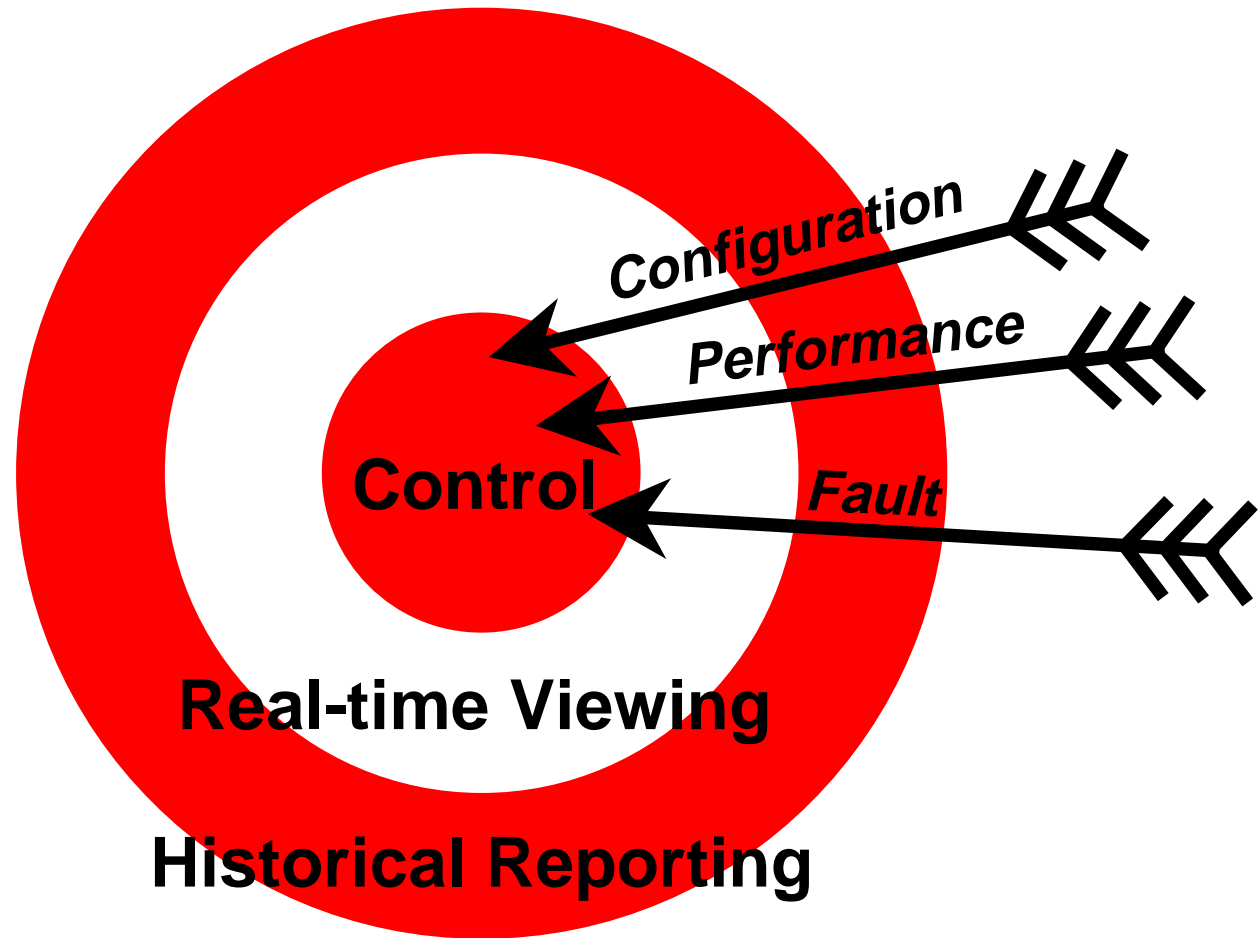 Configuration
Performance
Fault
Control
Real-time Viewing
Historical Reporting